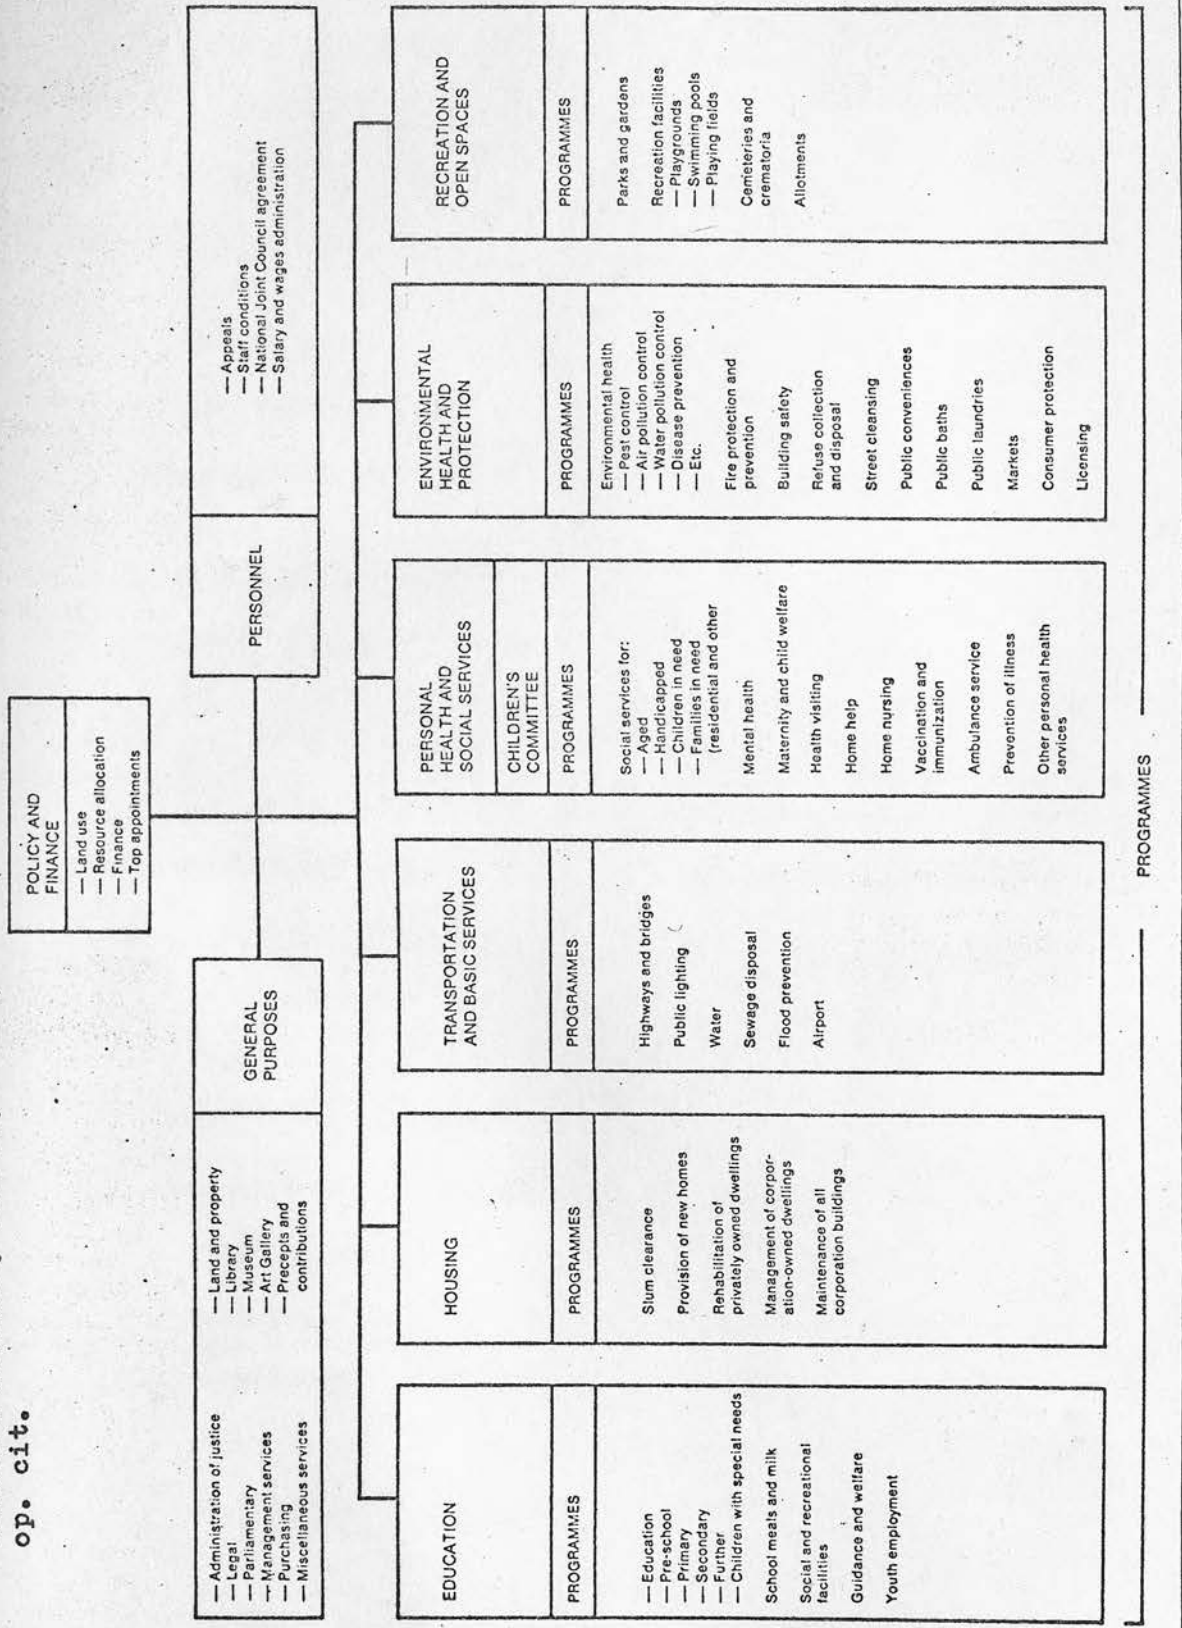 op. cit.
POLICY AND
FINANCE
— Land use
— Resource allocation
— Finance
— Top appointments
— Administration of justice
— Legal
— Parliamentary
— Management services
— Purchasing
— Miscellaneous services
— Land and property
— Library
— Museum
— Art Gallery
— Precepts and
contributions
GENERAL
PURPOSES
PERSONNEL
— Appeals
— Staff conditions
— National Joint Council agreement
— Salary and wages administration
EDUCATION
PROGRAMMES
— Education
— Pre-school
— Primary
— Secondary
— Further
— Children with special needs
School meals and milk
Social and recreational
facilities
Guidance and welfare
Youth employment
HOUSING
PROGRAMMES
Slum clearance
Provision of new homes
Rehabilitation of
privately owned dwellings
Management of corpor-
ation-owned dwellings
Maintenance of all
corporation buildings
TRANSPORTATION
AND BASIC SERVICES
PROGRAMMES
Highways and bridges
Public lighting
Water
Sewage disposal
Flood prevention
Airport
PERSONAL
HEALTH AND
SOCIAL SERVICES
CHILDREN'S
COMMITTEE
PROGRAMMES
Social services for:
— Aged
— Handicapped
— Children in need
— Families in need
(residential and other
Mental health
Maternity and child welfare
Health visiting
Home help
Home nursing
Vaccination and
immunization
Ambulance service
Prevention of illness
Other personal health
services
ENVIRONMENTAL
HEALTH AND
PROTECTION
PROGRAMMES
Environmental health
— Pest control
— Air pollution control
— Water pollution control
— Disease prevention
— Etc.
Fire protection and
prevention
Building safety
Refuse collection
and disposal
Street cleansing
Public conveniences
Public baths
Public laundries
Markets
Consumer protection
Licensing
RECREATION AND
OPEN SPACES
PROGRAMMES
Parks and gardens
Recreation facilities
— Playgrounds
— Swimming pools
— Playing fields
Cemeteries and
crematoria
Allotments
PROGRAMMES